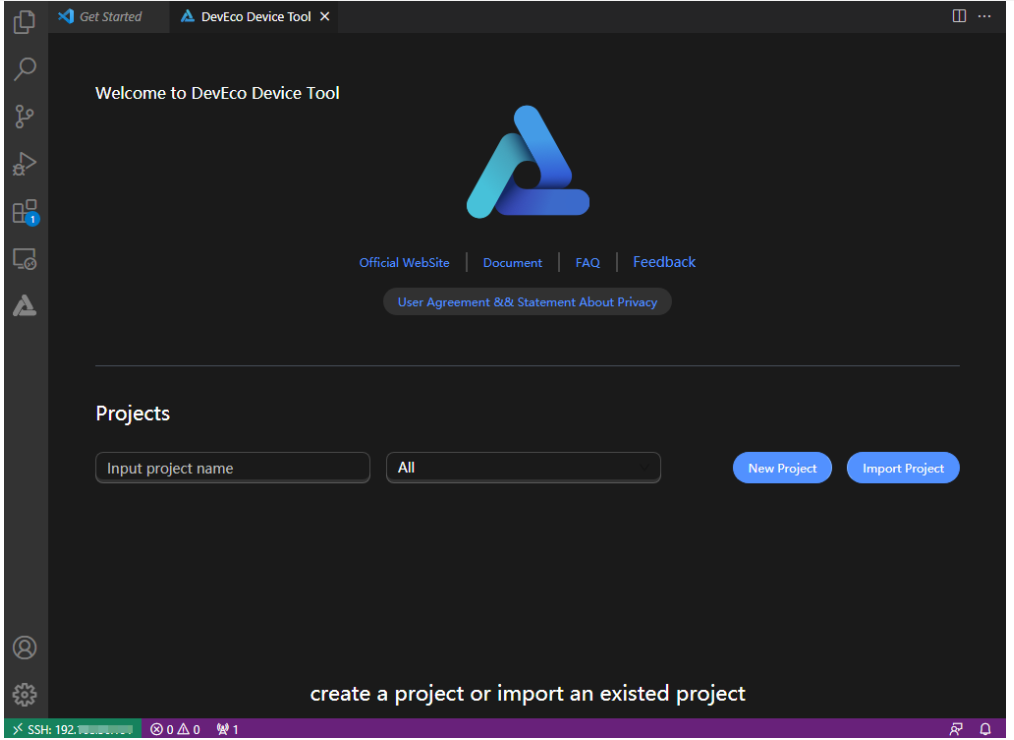 Get Started
DevEco Device Tool
Welcome to DevEco Device Tool
Official WebSite
Document
FAQ
Feedback
User Agreement && Statement About Privacy
Projects
Input project name
All
New Project
Import Project
1
create a project or import an existed project
SSH: 192.
0
0
1